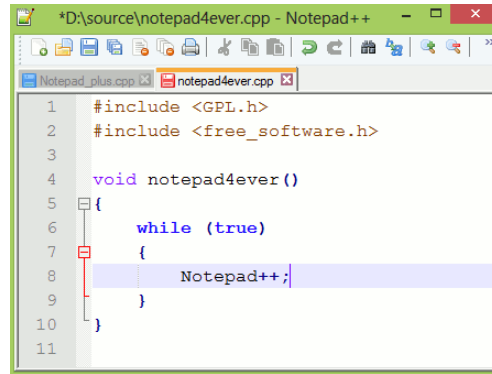 *D:\source\notepad4ever.cpp - Notepad++
Notepad_plus.cpp notepad4ever.cpp
1 #include <GPL.h>
2 #include <free_software.h>
3
4 void notepad4ever()
5 {
6 while (true)
7 {
8 Notepad++;
9 }
10 }
11